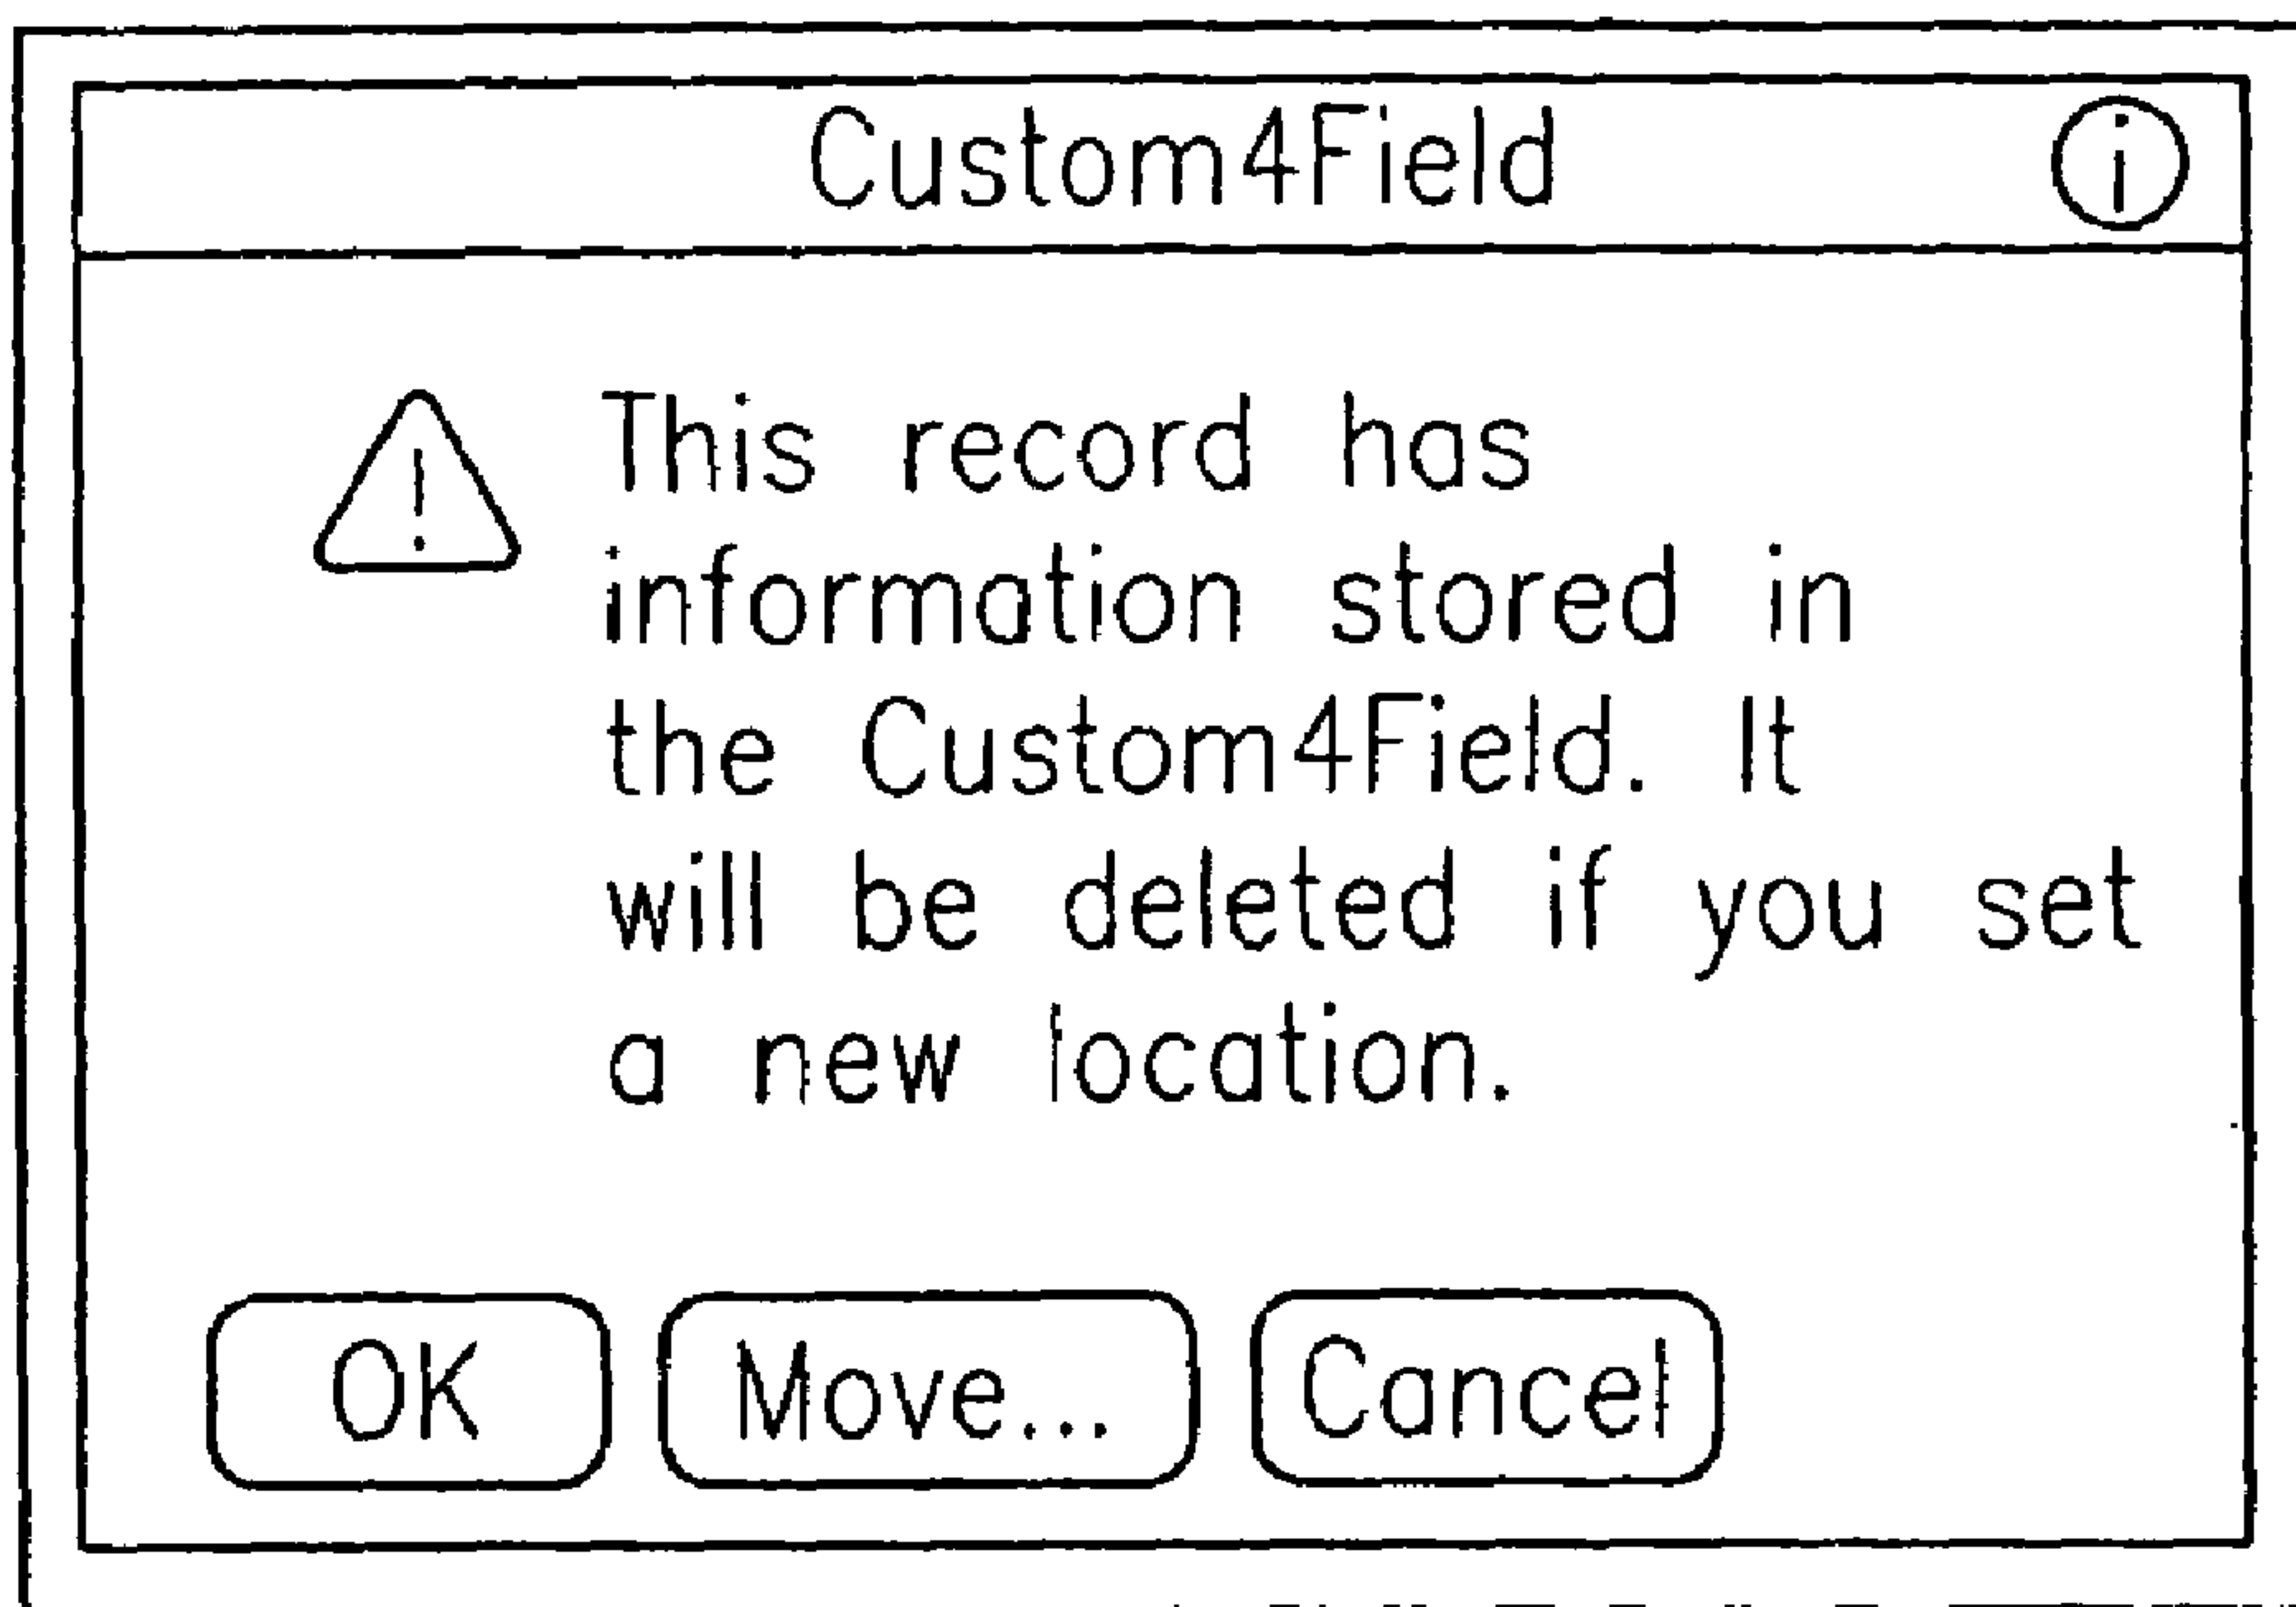 Custom4Field i
This record has
information stored in
the Custom4Field. It
will be deleted if you set
a new location.
OK Move... Cancel